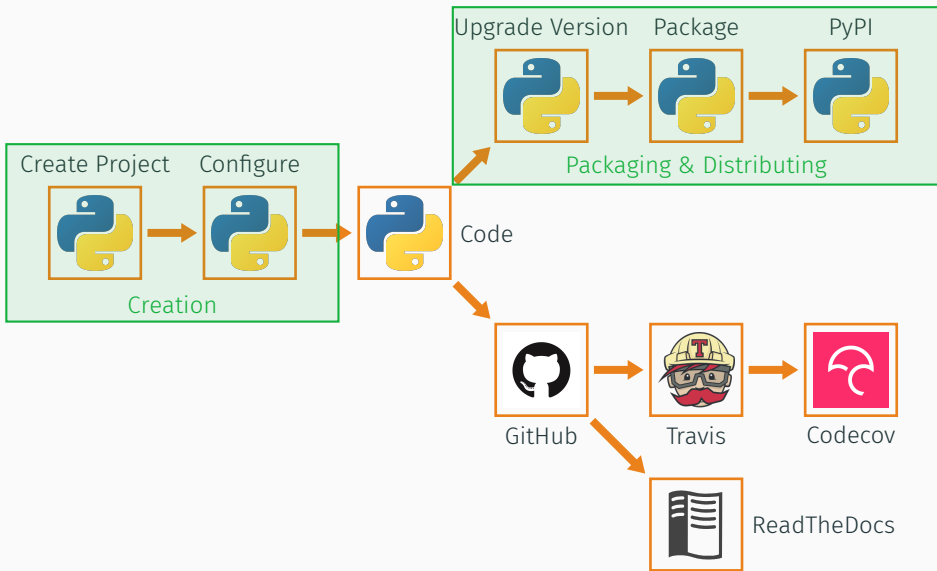 Upgrade Version
Package
PyPI
Packaging & Distributing
Create Project
Configure
Creation
Code
T
GitHub
Travis
Codecov
ReadTheDocs